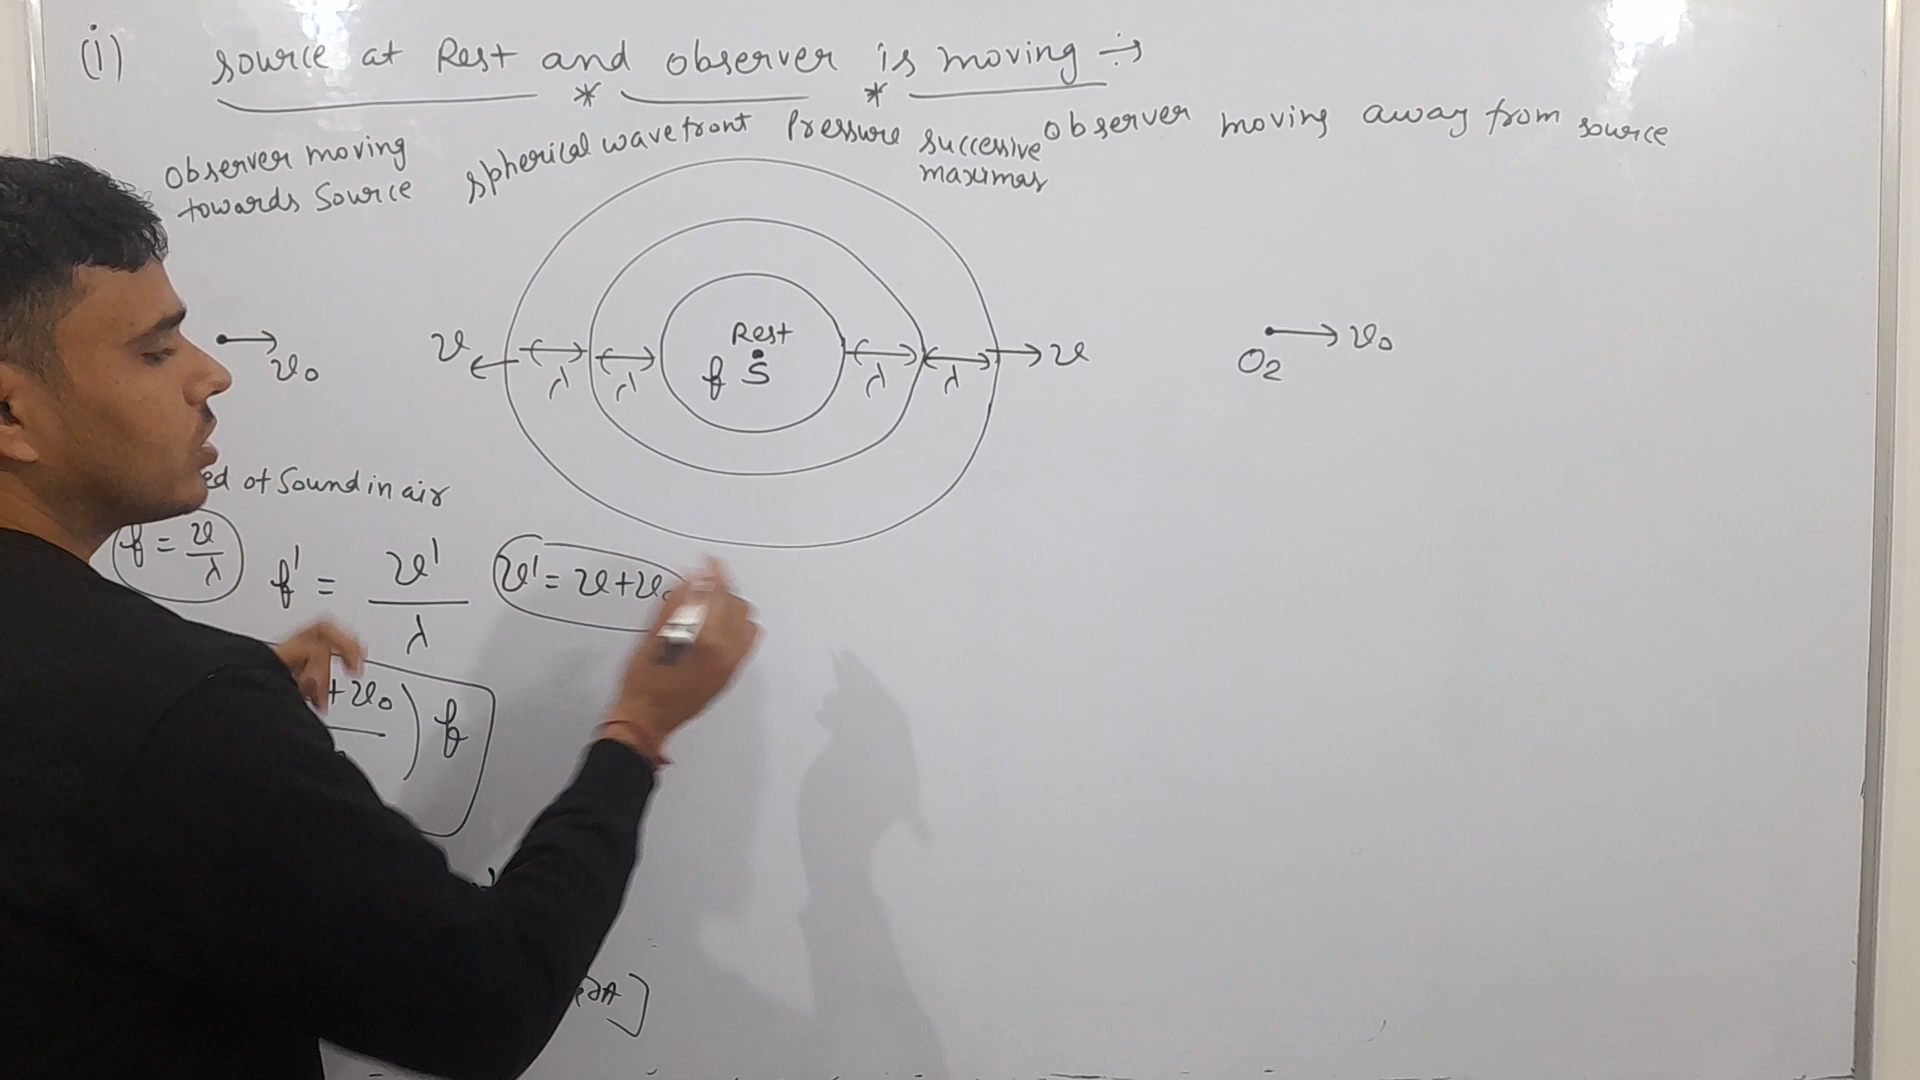 (i) source at Rest and observer is moving ÷→
* *
observer moving towards Source
spherical wavefront Pressure successive maximas
observer moving away from source
v₀
v
λ λ
Rest
f S
λ λ
v
O₂ v₀
of Sound in air
f = v/λ
f' = v'/λ
v' = v+v₀
+v₀ ) f
]